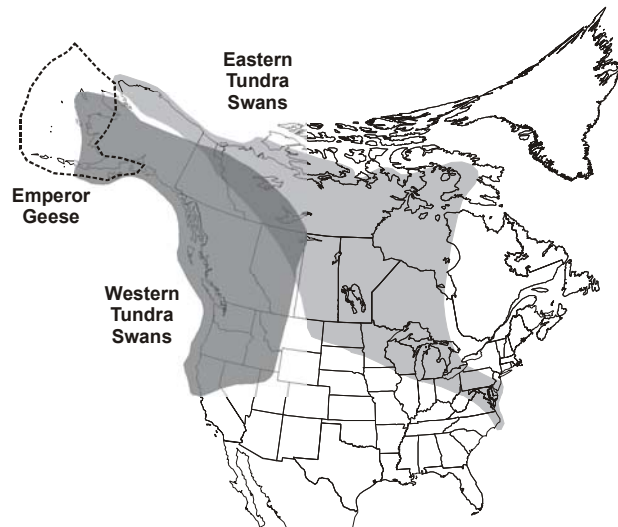 Eastern
Tundra
Swans
Emperor
Geese
Western
Tundra
Swans